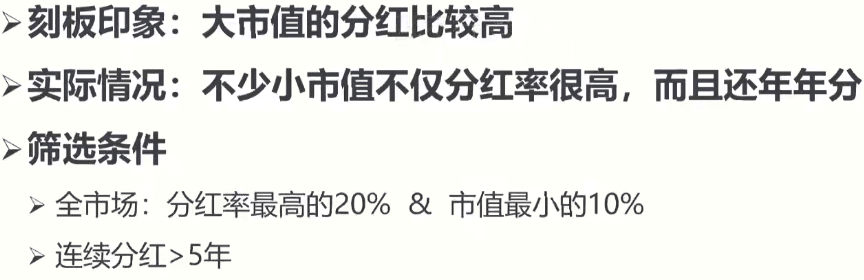 ➢刻板印象：大市值的分红比较高
➢实际情况：不少小市值不仅分红率很高，而且还年年分
➢筛选条件
➢ 全市场：分红率最高的20% & 市值最小的10%
➢ 连续分红>5年